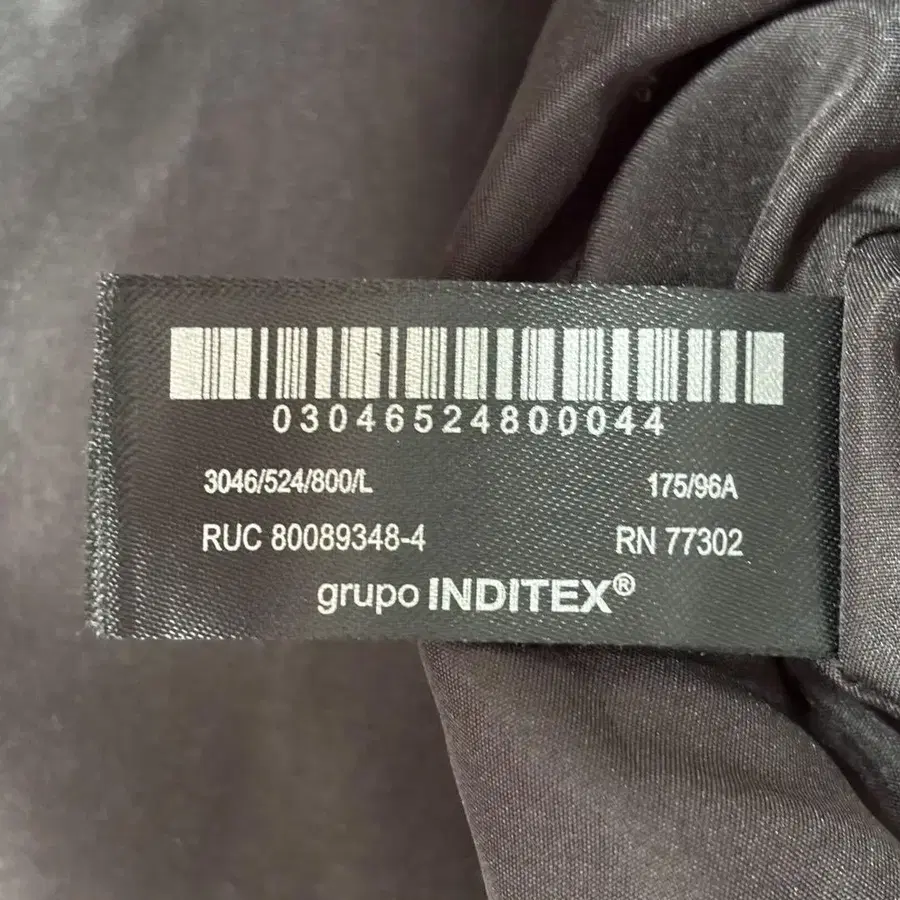 03046524800044
3046/524/800/L 175/96A
RUC 80089348-4 RN 77302
grupo INDITEX®